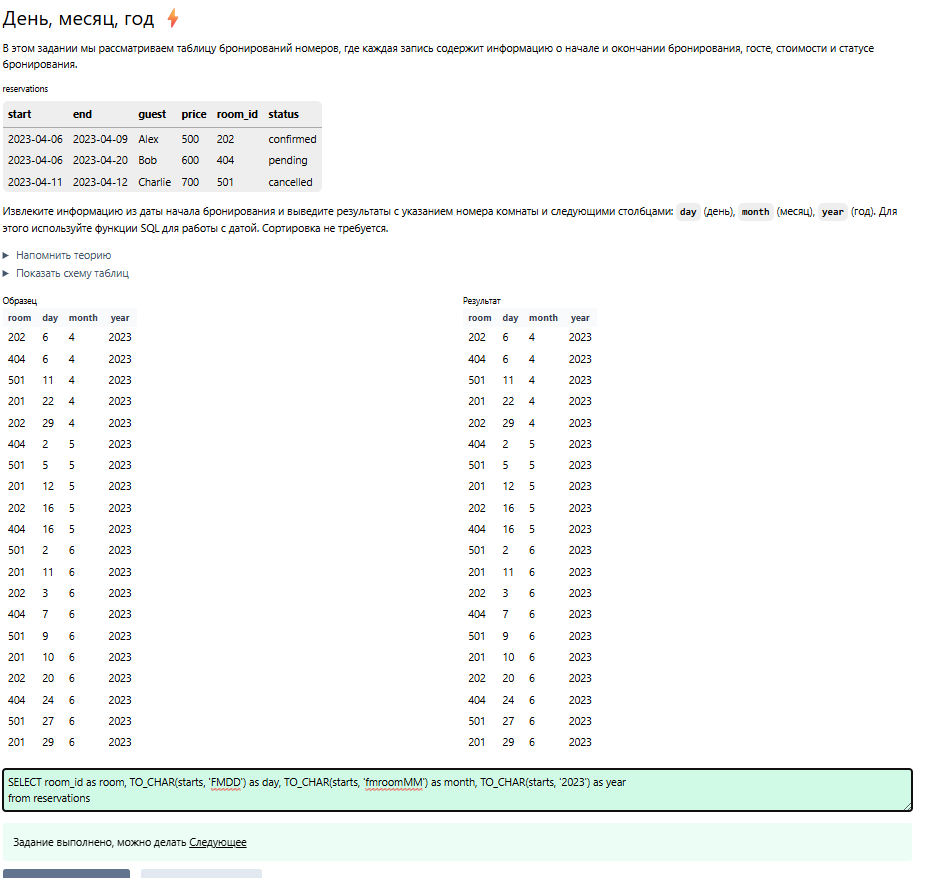 День, месяц, год ⚡
В этом задании мы рассматриваем таблицу бронирований номеров, где каждая запись содержит информацию о начале и окончании бронирования, госте, стоимости и статусе
бронирования.
reservations
start end guest price room_id status
2023-04-06 2023-04-09 Alex 500 202 confirmed
2023-04-06 2023-04-20 Bob 600 404 pending
2023-04-11 2023-04-12 Charlie 700 501 cancelled
Извлеките информацию из даты начала бронирования и выведите результаты с указанием номера комнаты и следующими столбцами: day (день), month (месяц), year (год). Для
этого используйте функции SQL для работы с датой. Сортировка не требуется.
▶ Напомнить теорию
▶ Показать схему таблиц
Образец Результат
room day month year room day month year
202 6 4 2023 202 6 4 2023
404 6 4 2023 404 6 4 2023
501 11 4 2023 501 11 4 2023
201 22 4 2023 201 22 4 2023
202 29 4 2023 202 29 4 2023
404 2 5 2023 404 2 5 2023
501 5 5 2023 501 5 5 2023
201 12 5 2023 201 12 5 2023
202 16 5 2023 202 16 5 2023
404 16 5 2023 404 16 5 2023
501 2 6 2023 501 2 6 2023
201 11 6 2023 201 11 6 2023
202 3 6 2023 202 3 6 2023
404 7 6 2023 404 7 6 2023
501 9 6 2023 501 9 6 2023
201 10 6 2023 201 10 6 2023
202 20 6 2023 202 20 6 2023
404 24 6 2023 404 24 6 2023
501 27 6 2023 501 27 6 2023
201 29 6 2023 201 29 6 2023
SELECT room_id as room, TO_CHAR(starts, 'FMDD') as day, TO_CHAR(starts, 'fmroomMM') as month, TO_CHAR(starts, '2023') as year
from reservations
Задание выполнено, можно делать Следующее